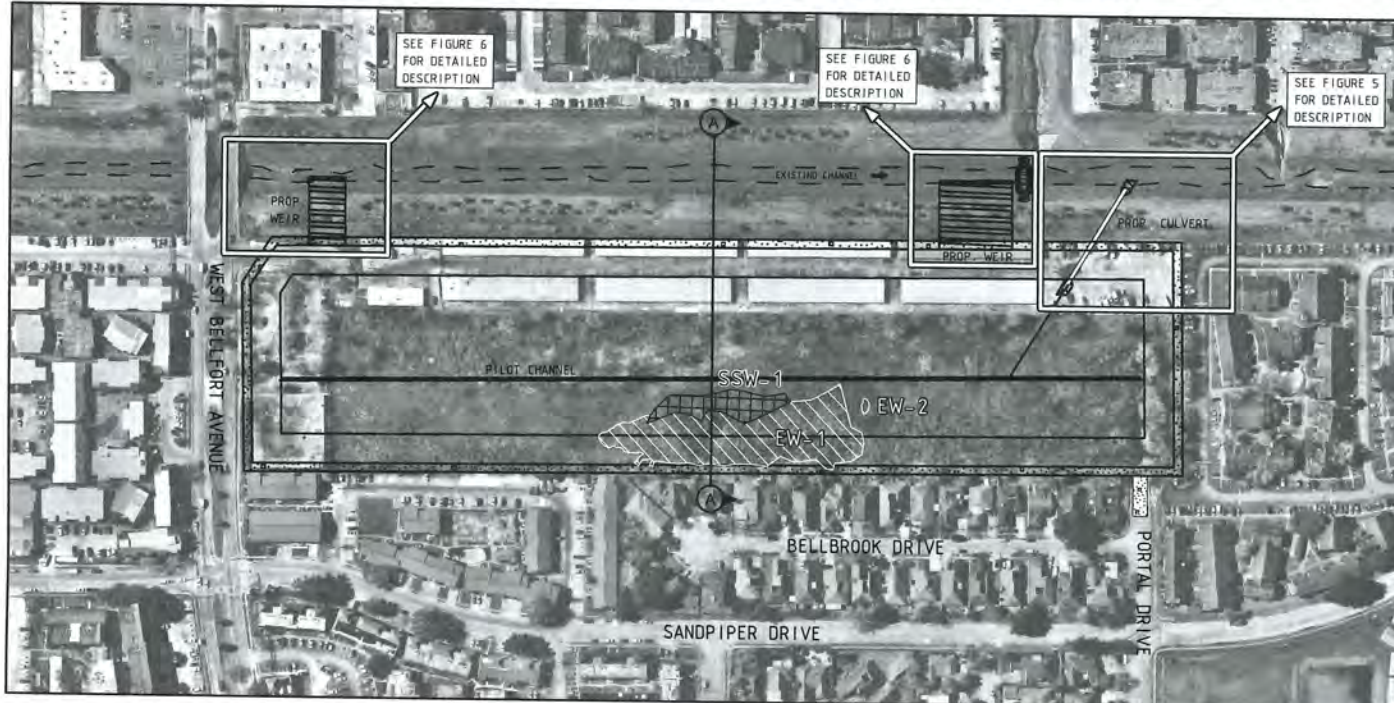 SEE FIGURE 6
FOR DETAILED
DESCRIPTION
SEE FIGURE 6
FOR DETAILED
DESCRIPTION
SEE FIGURE 5
FOR DETAILED
DESCRIPTION
A
EXISTING CHANNEL
PROP.
WEIR
PROP. CULVERT
PROP. WEIR
WEST BELLFORT AVENUE
PILOT CHANNEL
SSW-1
EW-2
EW-1
A
BELLBROOK DRIVE
PORTAL DRIVE
SANDPIPER DRIVE